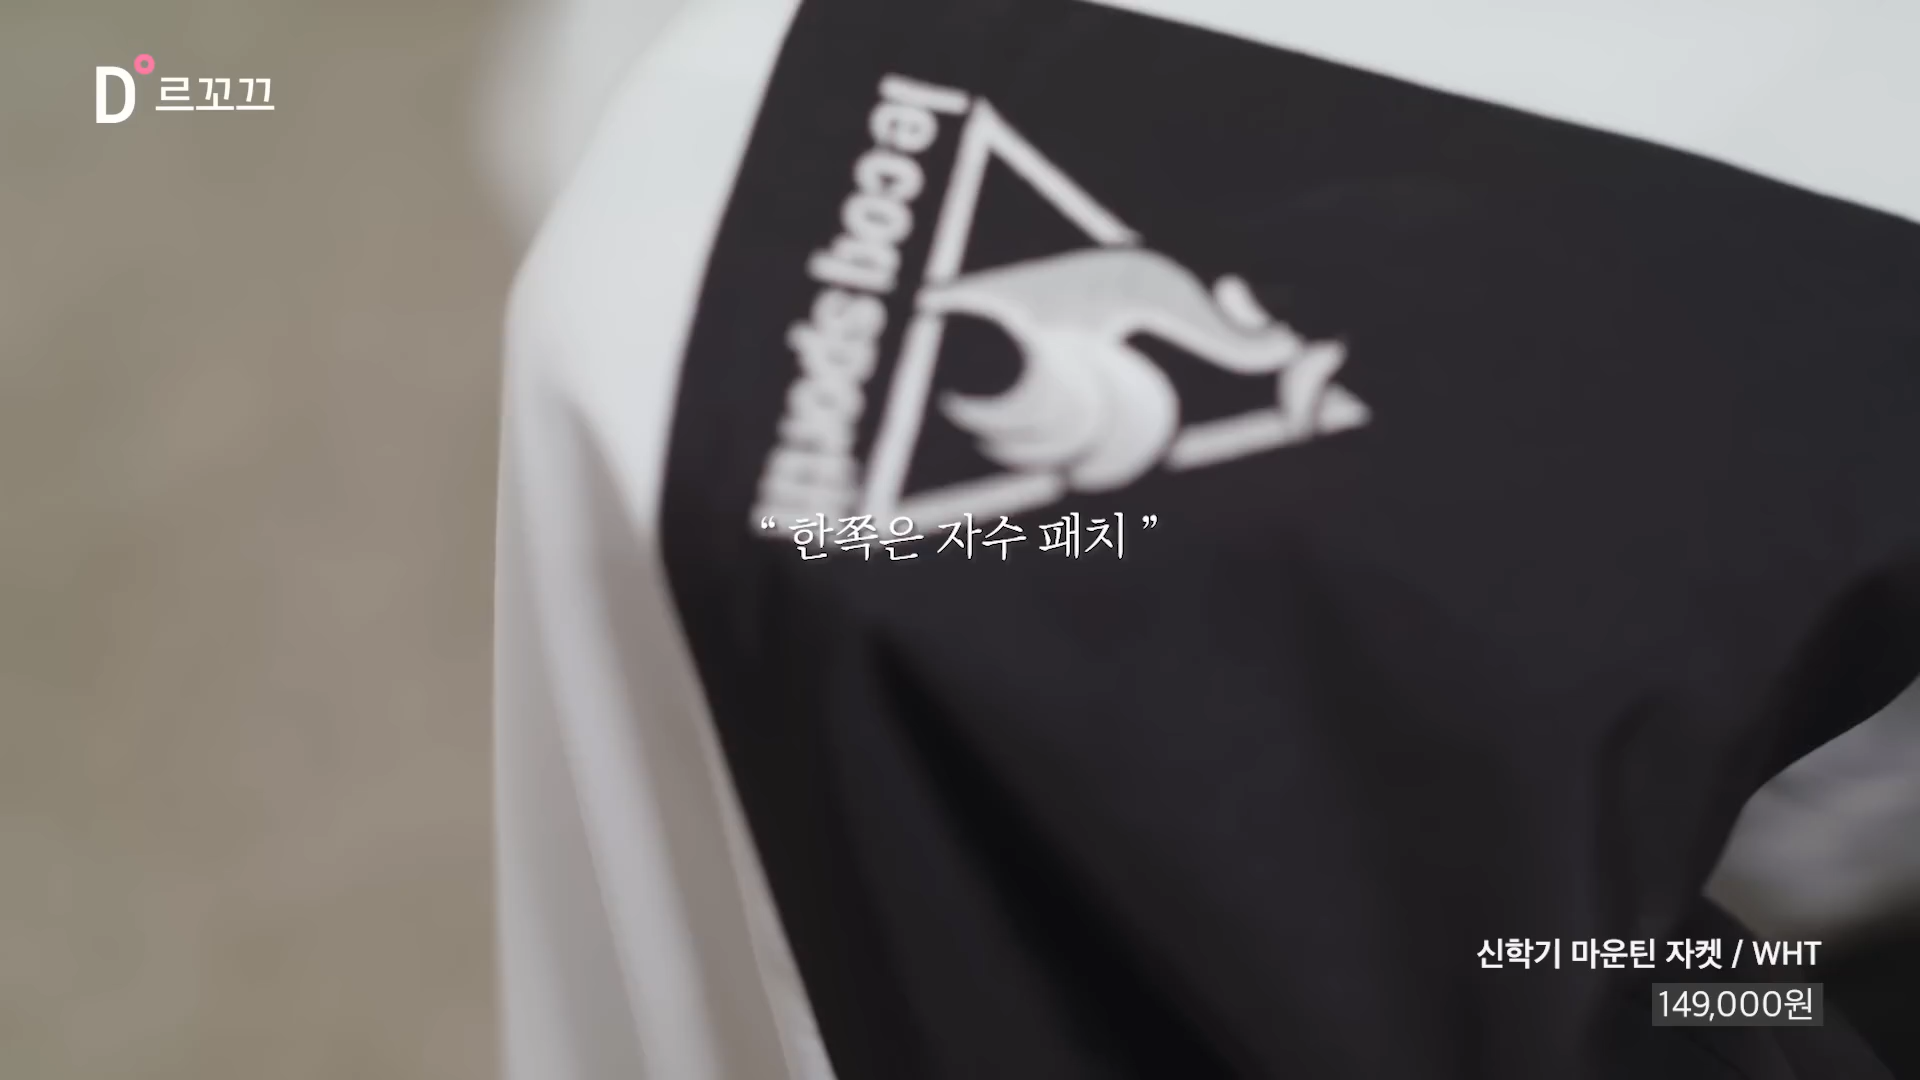 D° 르꼬끄
le coq sportif
“ 한쪽은 자수 패치 ”
신학기 마운틴 자켓 / WHT
149,000원